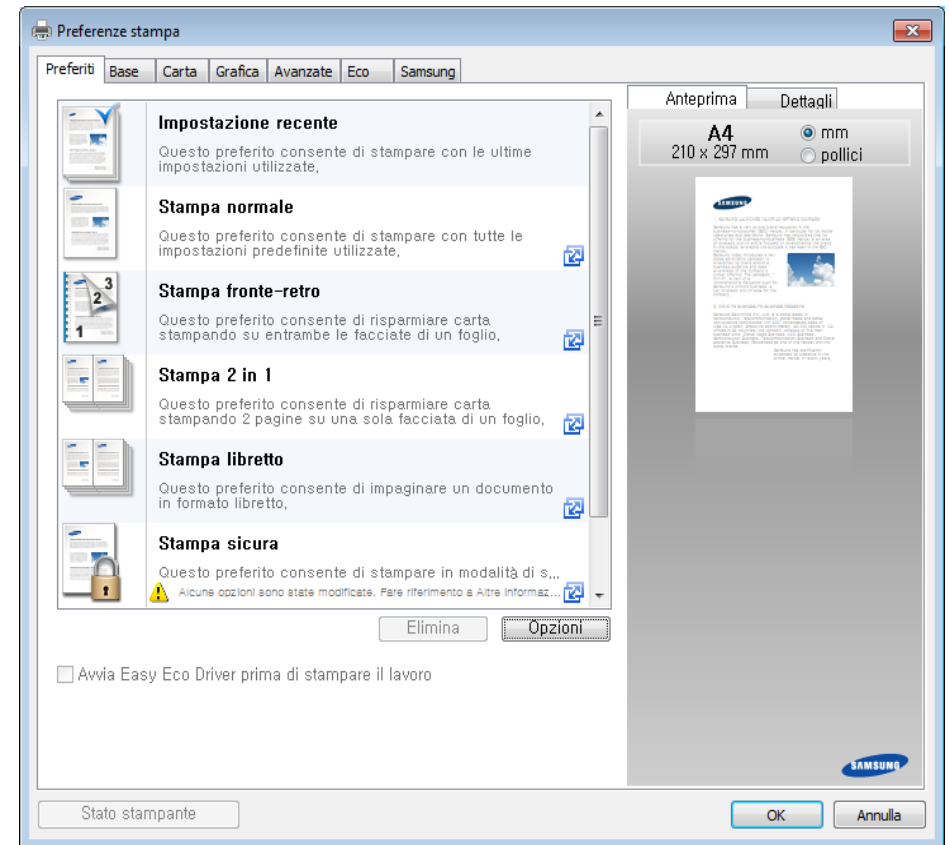 Preferenze stampa
Preferiti Base Carta Grafica Avanzate Eco Samsung
Impostazione recente
Questo preferito consente di stampare con le ultime
impostazioni utilizzate.
Stampa normale
Questo preferito consente di stampare con tutte le
impostazioni predefinite utilizzate.
3
2
1
Stampa fronte-retro
Questo preferito consente di risparmiare carta
stampando su entrambe le facciate di un foglio.
Stampa 2 in 1
Questo preferito consente di risparmiare carta
stampando 2 pagine su una sola facciata di un foglio.
Stampa libretto
Questo preferito consente di impaginare un documento
in formato libretto.
Stampa sicura
Questo preferito consente di stampare in modalità di s...
Alcune opzioni sono state modificate. Fare riferimento a Altre Informaz...
Elimina Opzioni
Avvia Easy Eco Driver prima di stampare il lavoro
Anteprima Dettagli
A4
210 x 297 mm
mm
pollici
SAMSUNG
SAMSUNG
Stato stampante
OK Annulla